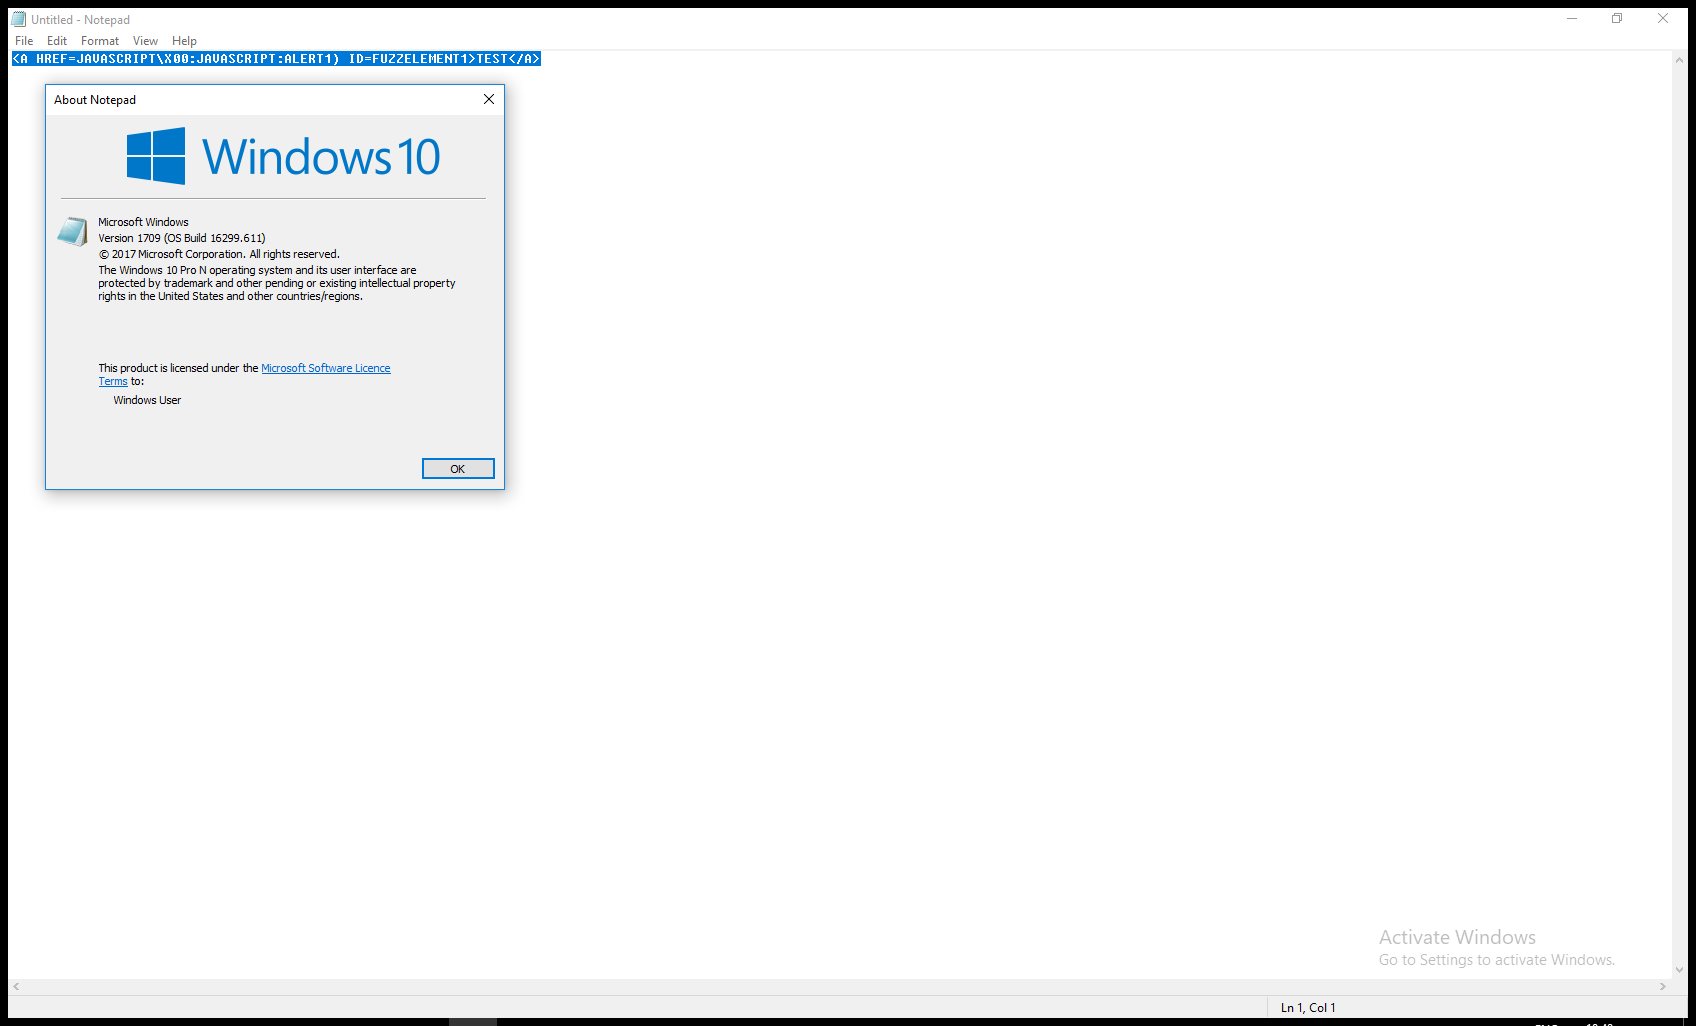 Untitled - Notepad
File Edit Format View Help
<A HREF=JAVASCRIPT\X00:JAVASCRIPT:ALERT1) ID=FUZZELEMENT1>TEST</A>
About Notepad
Windows 10
Microsoft Windows
Version 1709 (OS Build 16299.611)
© 2017 Microsoft Corporation. All rights reserved.
The Windows 10 Pro N operating system and its user interface are
protected by trademark and other pending or existing intellectual property
rights in the United States and other countries/regions.
This product is licensed under the Microsoft Software Licence
Terms to:
Windows User
OK
Activate Windows
Go to Settings to activate Windows.
Ln 1, Col 1